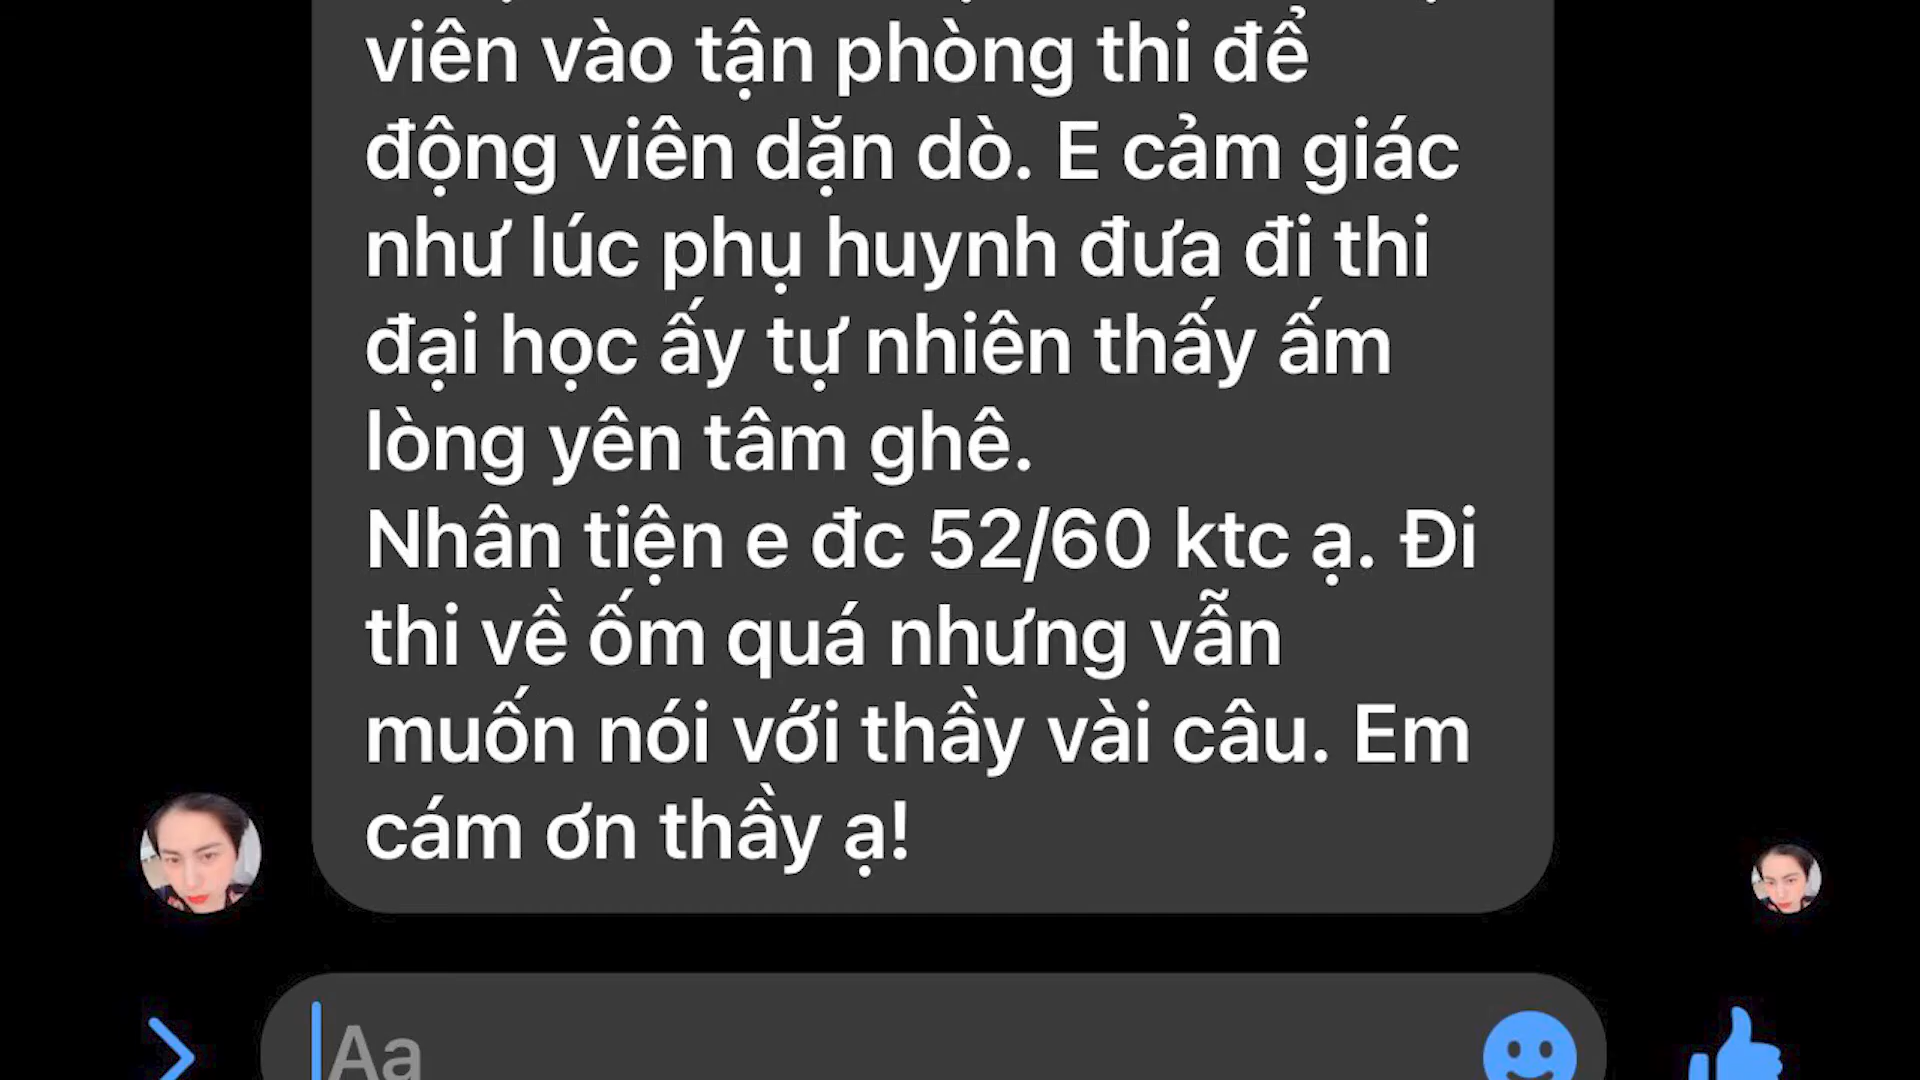 viên vào tận phòng thi để
động viên dặn dò. E cảm giác
như lúc phụ huynh đưa đi thi
đại học ấy tự nhiên thấy ấm
lòng yên tâm ghê.
Nhân tiện e đc 52/60 ktc ạ. Đi
thi về ốm quá nhưng vẫn
muốn nói với thầy vài câu. Em
cám ơn thầy ạ!
Aa